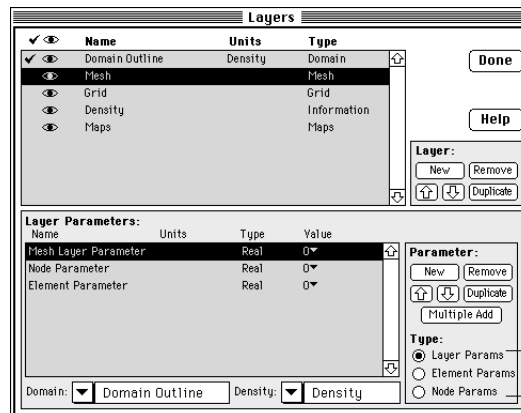 Layers
Name Units Type
Domain Outline Density Domain
Mesh Mesh
Grid Grid
Density Information
Maps Maps
Done
Help
Layer:
New Remove
Duplicate
Layer Parameters:
Name Units Type Value
Mesh Layer Parameter Real 0
Node Parameter Real 0
Element Parameter Real 0
Parameter:
New Remove
Duplicate
Multiple Add
Type:
Layer Params
Element Params
Node Params
Domain: Domain Outline Density: Density